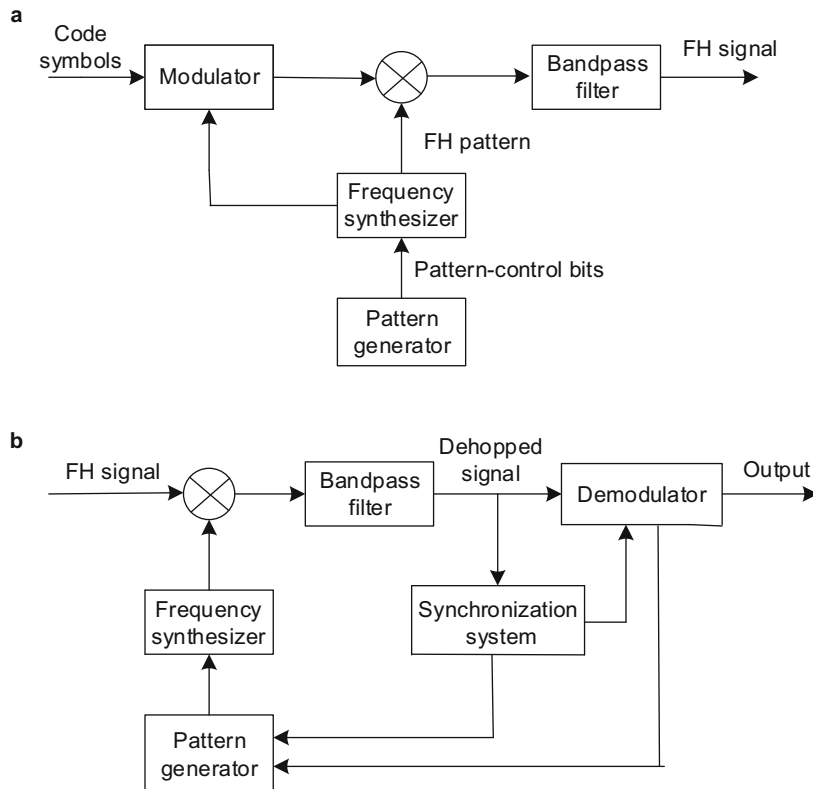 a
Code
symbols
Modulator
Bandpass
filter
FH signal
FH pattern
Frequency
synthesizer
Pattern-control bits
Pattern
generator
b
FH signal
Bandpass
filter
Dehopped
signal
Demodulator
Output
Frequency
synthesizer
Synchronization
system
Pattern
generator